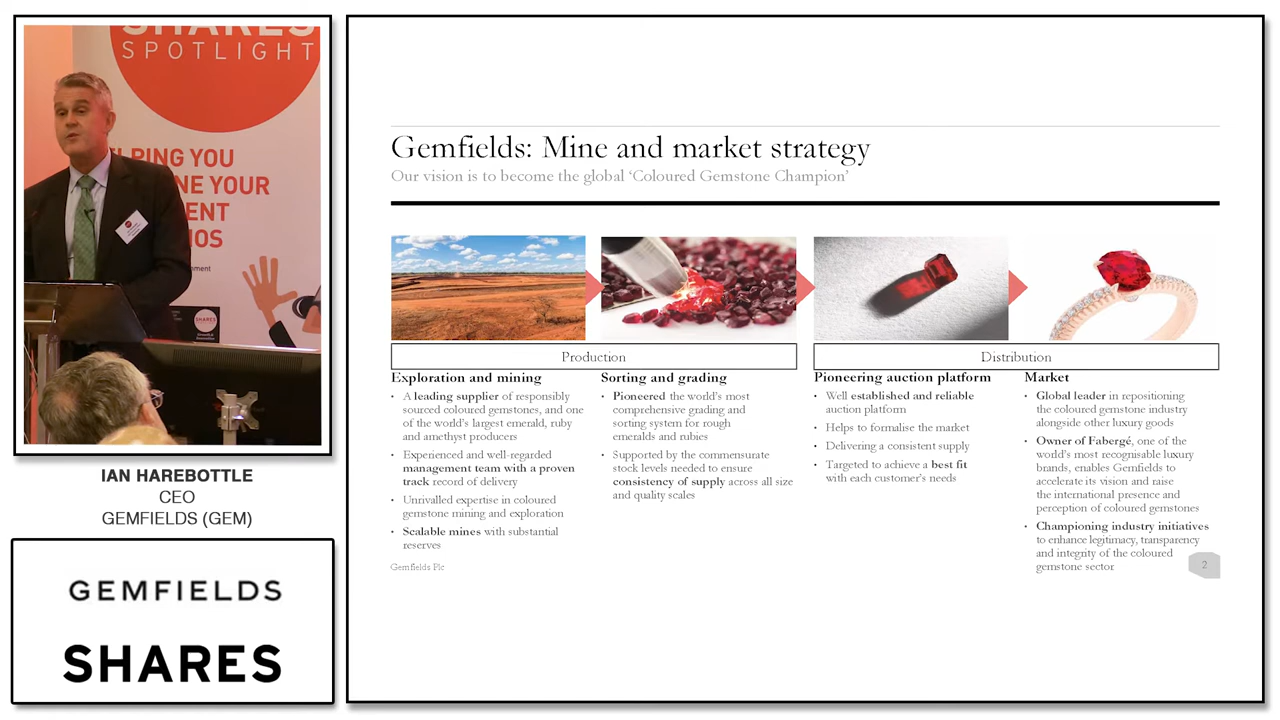 SHARES
SPOTLIGHT
LPING YOU
NE YOUR
ENT
IOS
SHARES
IAN HAREBOTTLE
CEO
GEMFIELDS (GEM)
GEMFIELDS
SHARES
Gemfields: Mine and market strategy
Our vision is to become the global ‘Coloured Gemstone Champion’
Production
Exploration and mining
• A leading supplier of responsibly
sourced coloured gemstones, and one
of the world’s largest emerald, ruby
and amethyst producers
• Experienced and well-regarded
management team with a proven
track record of delivery
• Unrivalled expertise in coloured
gemstone mining and exploration
• Scalable mines with substantial
reserves
Sorting and grading
• Pioneered the world’s most
comprehensive grading and
sorting system for rough
emeralds and rubies
• Supported by the commensurate
stock levels needed to ensure
consistency of supply across all size
and quality scales
Distribution
Pioneering auction platform
• Well established and reliable
auction platform
• Helps to formalise the market
• Delivering a consistent supply
• Targeted to achieve a best fit
with each customer’s needs
Market
• Global leader in repositioning
the coloured gemstone industry
alongside other luxury goods
• Owner of Fabergé, one of the
world’s most recognisable luxury
brands, enables Gemfields to
accelerate its vision and raise
the international presence and
perception of coloured gemstones
• Championing industry initiatives
to enhance legitimacy, transparency
and integrity of the coloured
gemstone sector
Gemfields Plc
2